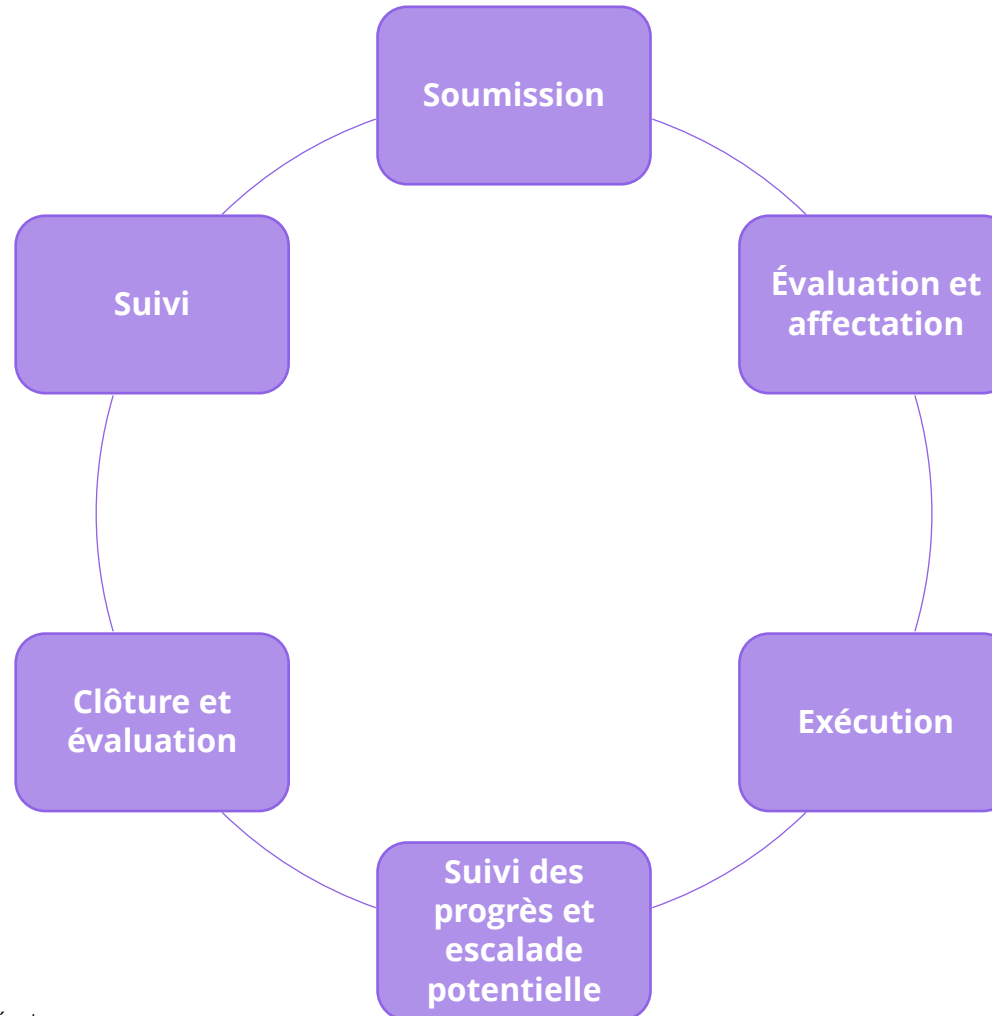 Soumission
Évaluation et
affectation
Exécution
Suivi des
progrès et
escalade
potentielle
Clôture et
évaluation
Suivi